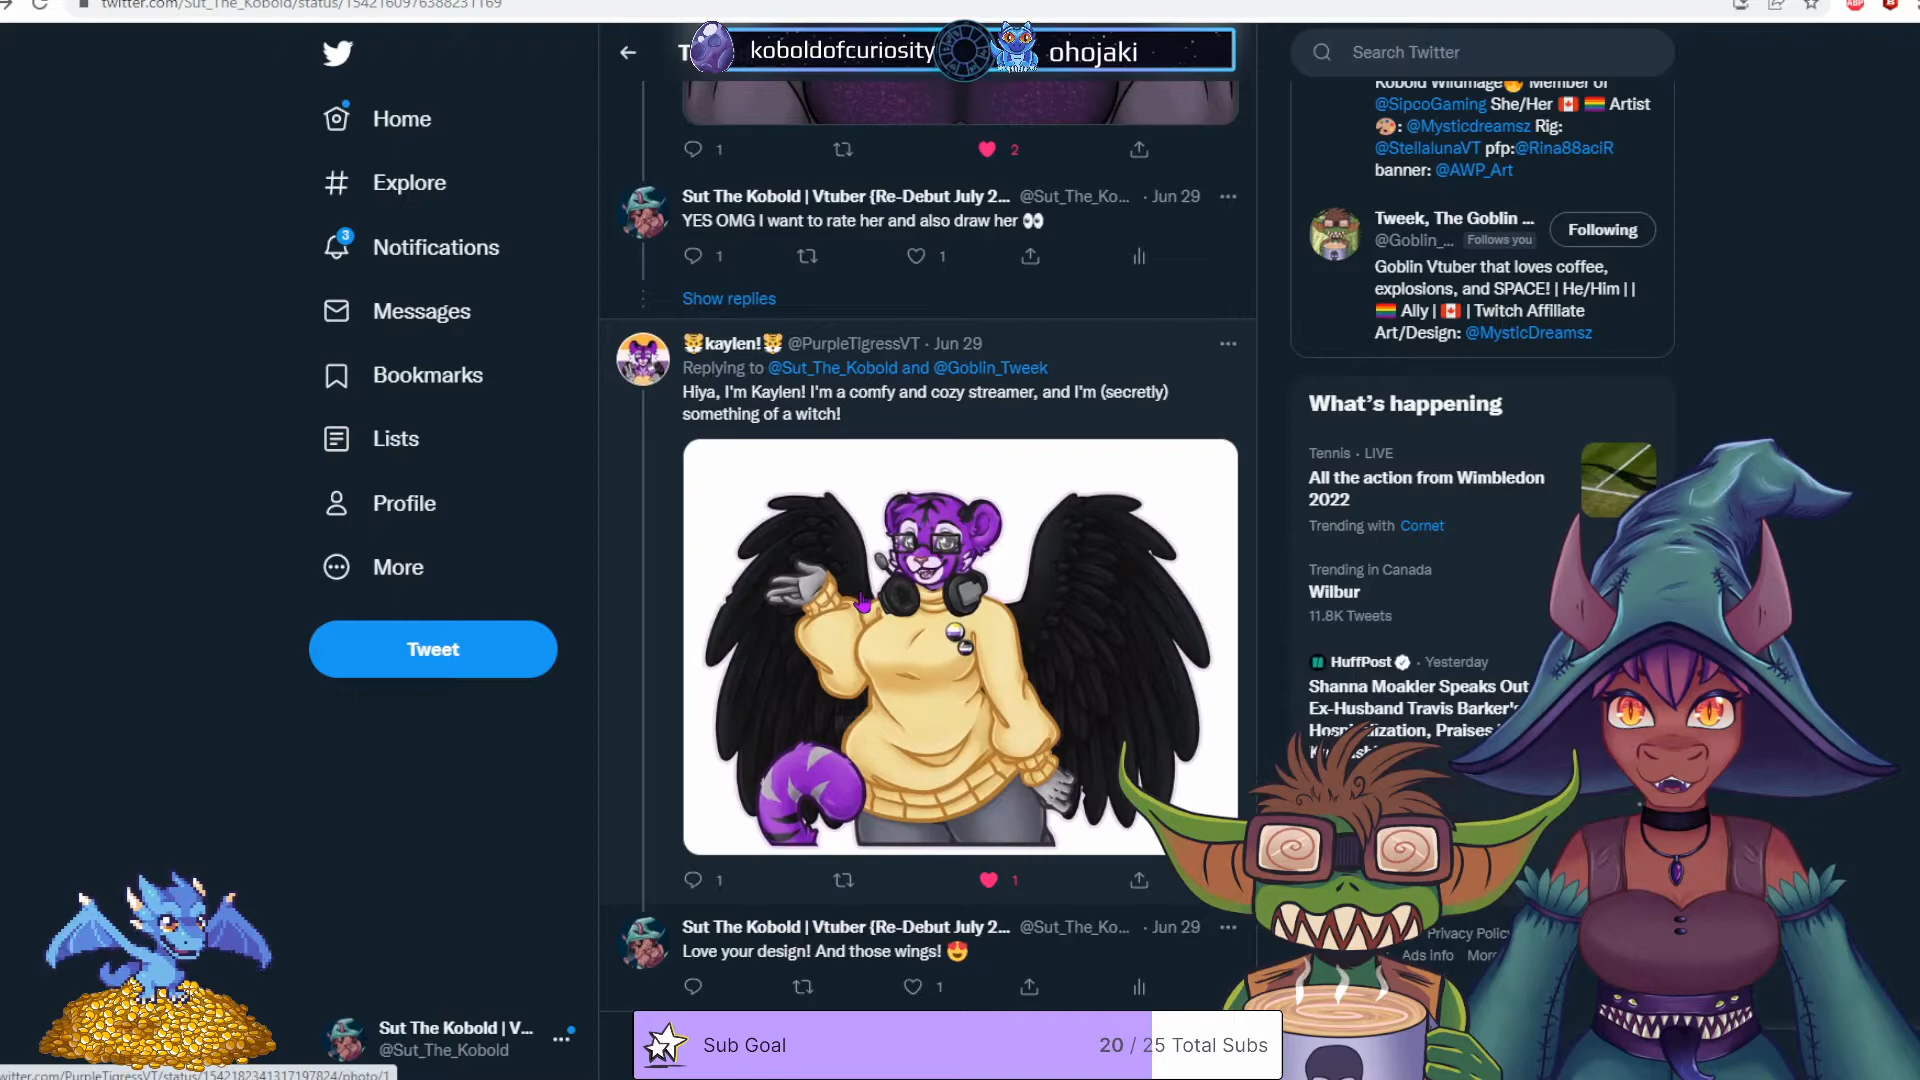 twitter.com/Sut_The_Kobold/status/1542160976388231169
koboldofcuriosity
ohojaki
Home
Explore
3
Notifications
Messages
Bookmarks
Lists
Profile
More
Tweet
Sut The Kobold | V...
@Sut_The_Kobold
1
2
Sut The Kobold | Vtuber {Re-Debut July 2... @Sut_The_Ko... · Jun 29
YES OMG I want to rate her and also draw her 👀
1
1
Show replies
🐯kaylen!🐯 @PurpleTigressVT · Jun 29
Replying to @Sut_The_Kobold and @Goblin_Tweek
Hiya, I'm Kaylen! I'm a comfy and cozy streamer, and I'm (secretly)
something of a witch!
1
1
Sut The Kobold | Vtuber {Re-Debut July 2... @Sut_The_Ko... · Jun 29
Love your design! And those wings! 😍
1
Sub Goal
20 / 25 Total Subs
Search Twitter
Kobold Wildmage Member of
@SipcoGaming She/Her 🇨🇦 🏳️‍🌈 Artist
🎨: @Mysticdreamsz Rig:
@StellalunaVT pfp:@Rina88aciR
banner: @AWP_Art
Tweek, The Goblin ...
Following
@Goblin_... Follows you
Goblin Vtuber that loves coffee,
explosions, and SPACE! | He/Him | |
🏳️‍🌈 Ally | 🇨🇦 | Twitch Affiliate
Art/Design: @MysticDreamsz
What's happening
Tennis · LIVE
All the action from Wimbledon
2022
Trending with Cornet
Trending in Canada
Wilbur
11.8K Tweets
HuffPost · Yesterday
Shanna Moakler Speaks Out
Ex-Husband Travis Barker's
Praises
Privacy Policy
Ads info